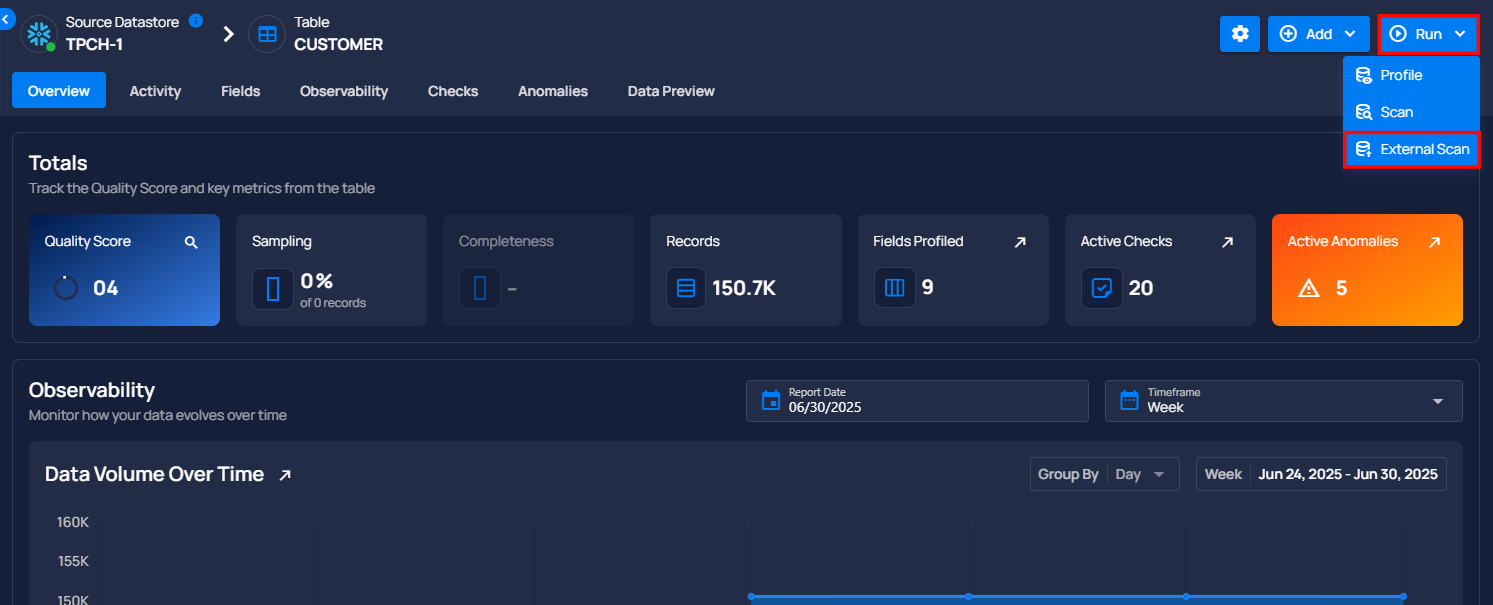 Source Datastore
TPCH-1
Table
CUSTOMER
Add
Run
Profile
Scan
External Scan
Overview
Activity
Fields
Observability
Checks
Anomalies
Data Preview
Totals
Track the Quality Score and key metrics from the table
Quality Score
04
Sampling
0%
of 0 records
Completeness
–
Records
150.7K
Fields Profiled
9
Active Checks
20
Active Anomalies
5
Observability
Monitor how your data evolves over time
Report Date
06/30/2025
Timeframe
Week
Data Volume Over Time
Group By Day
Week Jun 24, 2025 - Jun 30, 2025
160K
155K
150K